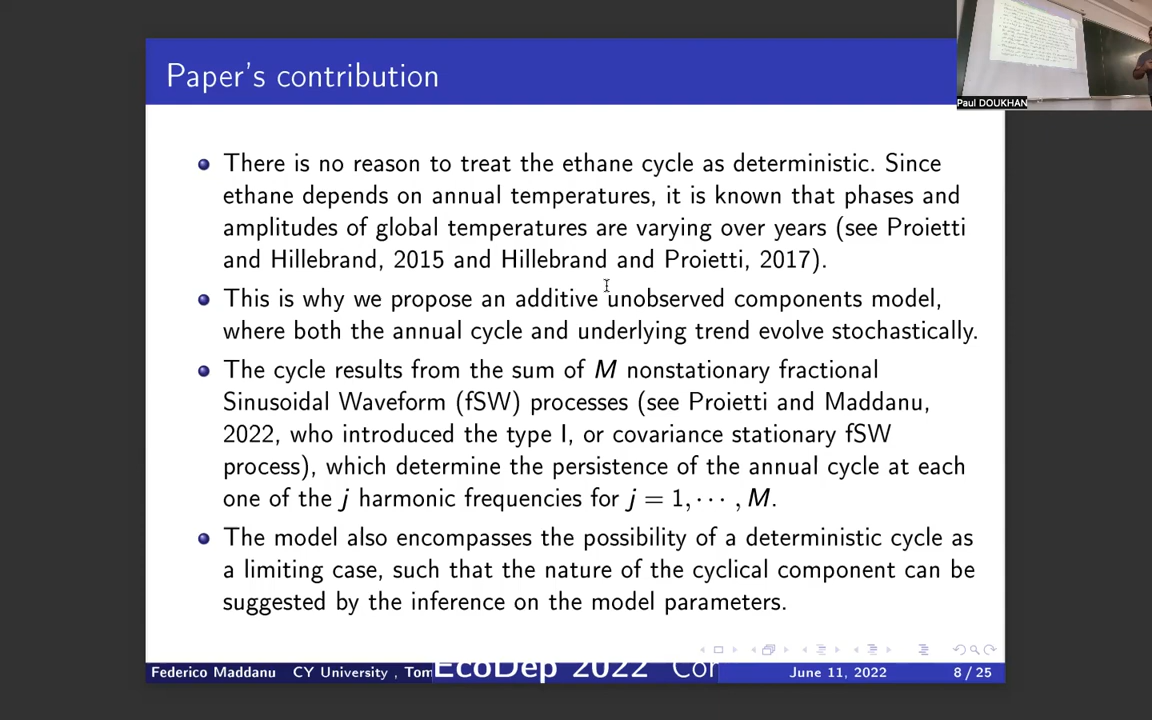 Paper's contribution
Paul DOUKHAN
There is no reason to treat the ethane cycle as deterministic. Since
ethane depends on annual temperatures, it is known that phases and
amplitudes of global temperatures are varying over years (see Proietti
and Hillebrand, 2015 and Hillebrand and Proietti, 2017).
This is why we propose an additive unobserved components model,
where both the annual cycle and underlying trend evolve stochastically.
The cycle results from the sum of M nonstationary fractional
Sinusoidal Waveform (fSW) processes (see Proietti and Maddanu,
2022, who introduced the type I, or covariance stationary fSW
process), which determine the persistence of the annual cycle at each
one of the j harmonic frequencies for j = 1, ··· , M.
The model also encompasses the possibility of a deterministic cycle as
a limiting case, such that the nature of the cyclical component can be
suggested by the inference on the model parameters.
Federico Maddanu CY University , Tom EcoDep 2022 Con June 11, 2022 8 / 25